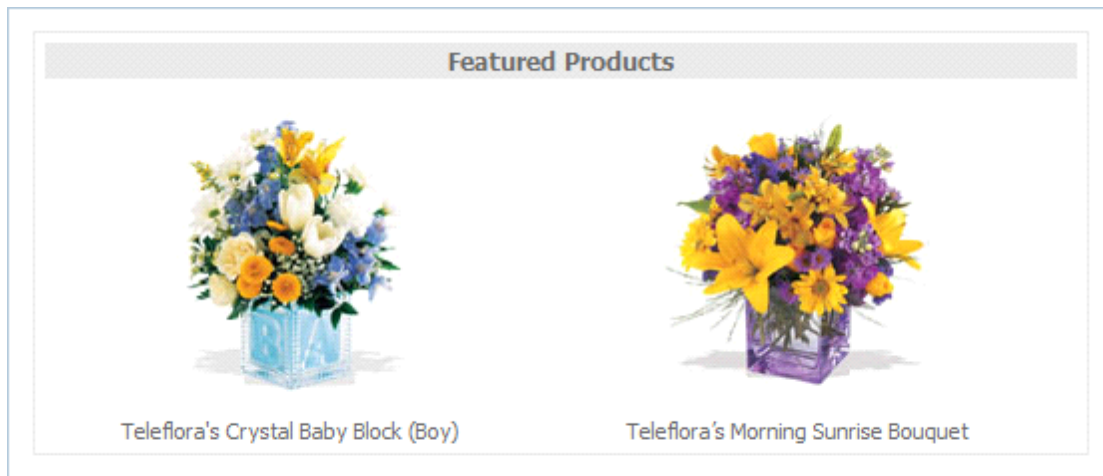 Featured Products
B A
Teleflora's Crystal Baby Block (Boy)
Teleflora’s Morning Sunrise Bouquet